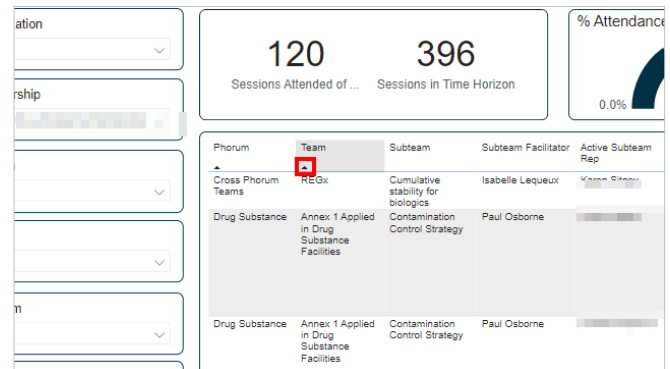 ation
% Attendance
120
396
Sessions Attended of ...
Sessions in Time Horizon
0.0%
rship
Phorum
Team
Subteam
Subteam Facilitator
Active Subteam
Rep
Cross Phorum
Teams
REGx
Cumulative
stability for
biologics
Isabelle Lequeux
Drug Substance
Annex 1 Applied
in Drug
Substance
Facilities
Contamination
Control Strategy
Paul Osborne
m
Drug Substance
Annex 1 Applied
in Drug
Substance
Facilities
Contamination
Control Strategy
Paul Osborne